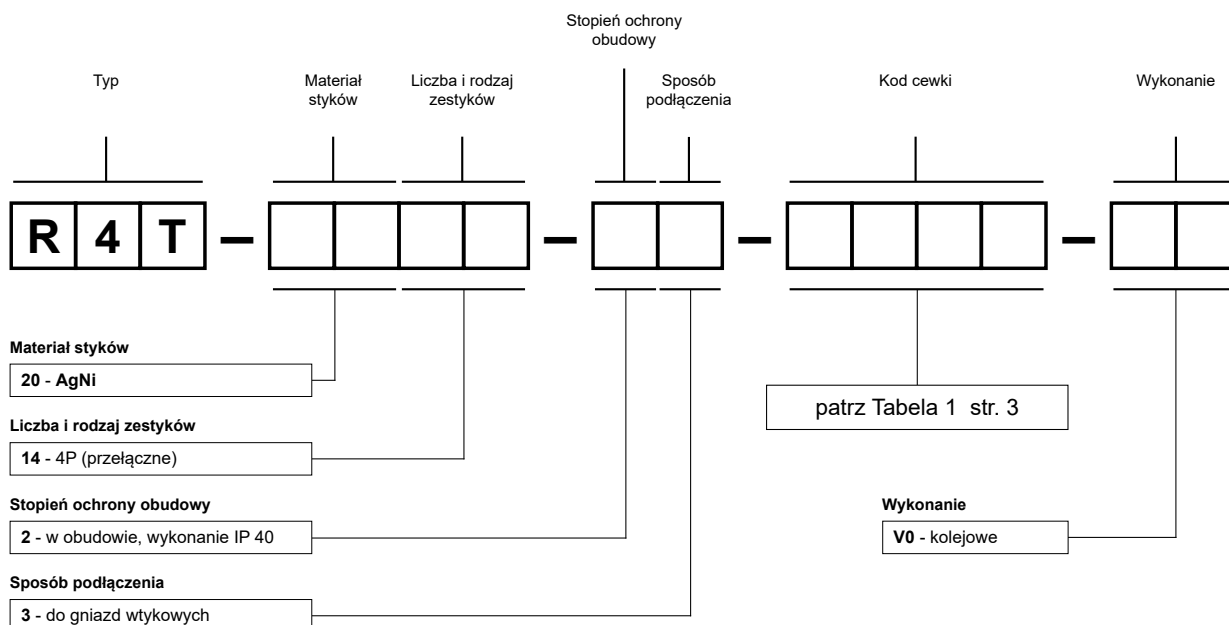 Stopień ochrony
obudowy
Typ
Materiał
styków
Liczba i rodzaj
zestyków
Sposób
podłączenia
Kod cewki
Wykonanie
R 4 T – – – –
Materiał styków
20 - AgNi
Liczba i rodzaj zestyków
14 - 4P (przełączne)
Stopień ochrony obudowy
2 - w obudowie, wykonanie IP 40
Sposób podłączenia
3 - do gniazd wtykowych
patrz Tabela 1 str. 3
Wykonanie
V0 - kolejowe